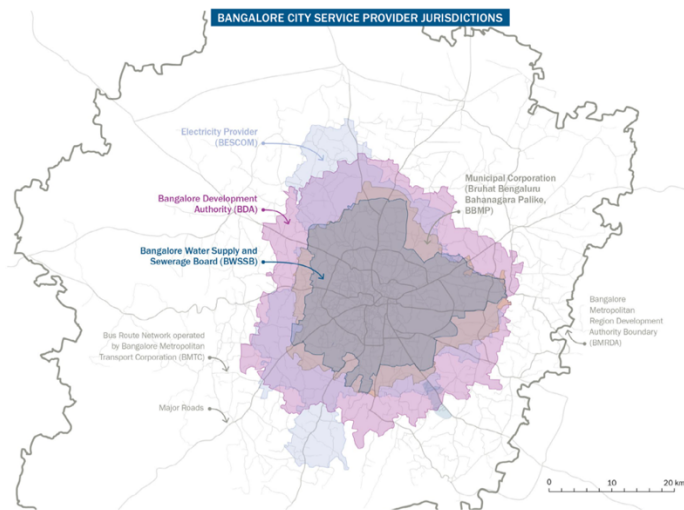 BANGALORE CITY SERVICE PROVIDER JURISDICTIONS
Electricity Provider
(BESCOM)
Bangalore Development
Authority (BDA)
Bangalore Water Supply and
Sewerage Board (BWSSB)
Municipal Corporation
(Bruhat Bengaluru
Bahanagara Palike,
BBMP)
Bus Route Network operated
by Bangalore Metropolitan
Transport Corporation (BMTC)
Major Roads
Bangalore
Metropolitan
Region Development
Authority Boundary
(BMRDA)
0 10 20 km